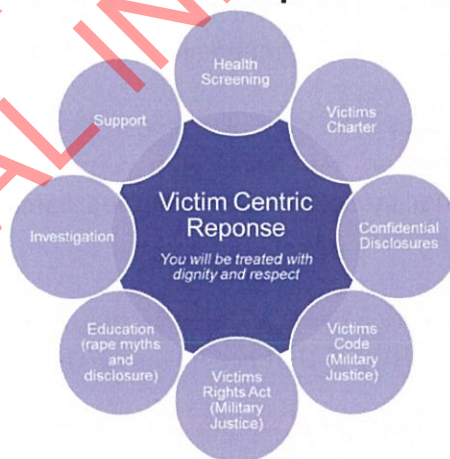 Health
Screening
Support
Victims
Charter
Victim Centric
Reponse
You will be treated with
dignity and respect
Investigation
Confidential
Disclosures
Education
(rape myths
and
disclosure)
Victims
Code
(Military
Justice)
Victims
Rights Act
(Military
Justice)